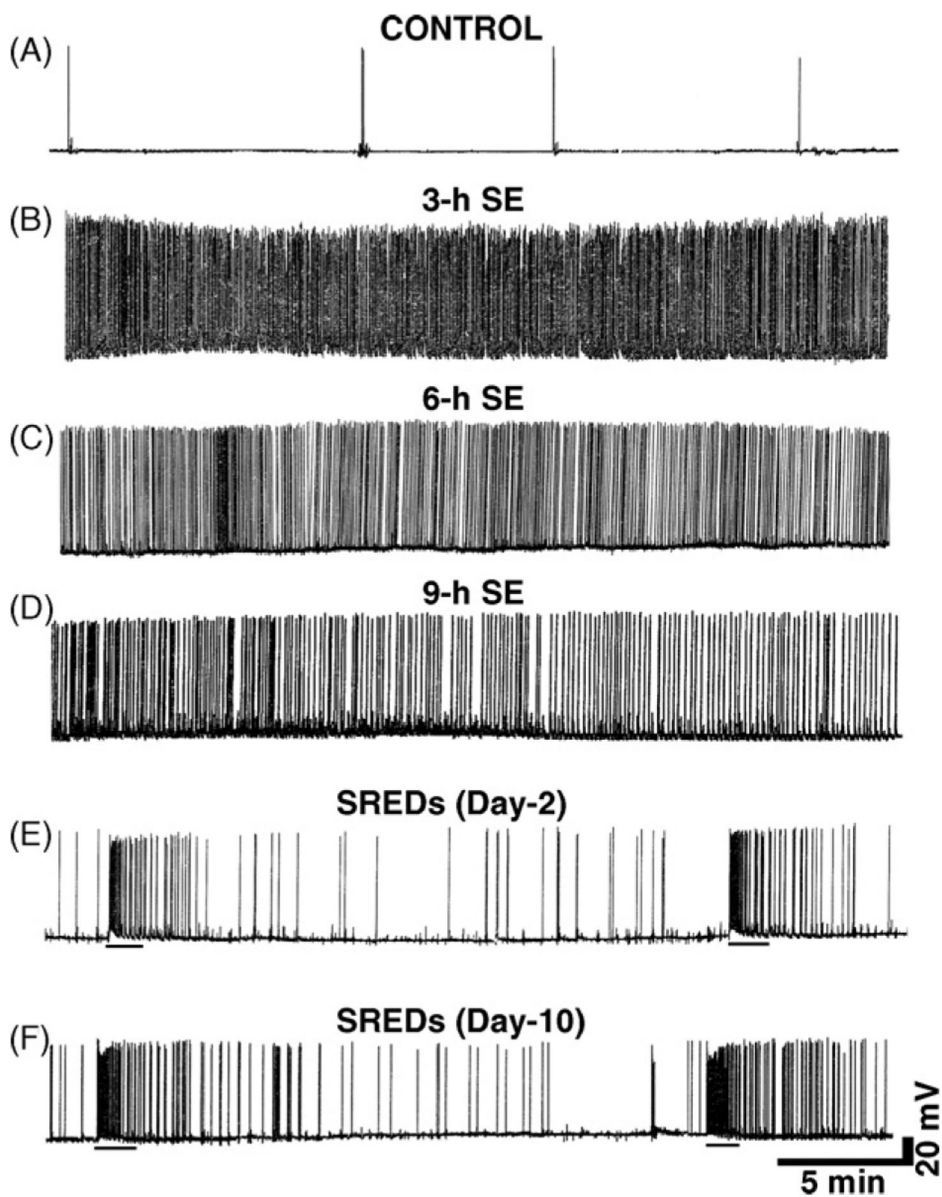 CONTROL
(A)
3-h SE
(B)
6-h SE
(C)
9-h SE
(D)
SREDs (Day-2)
(E)
SREDs (Day-10)
(F)
20 mV
5 min